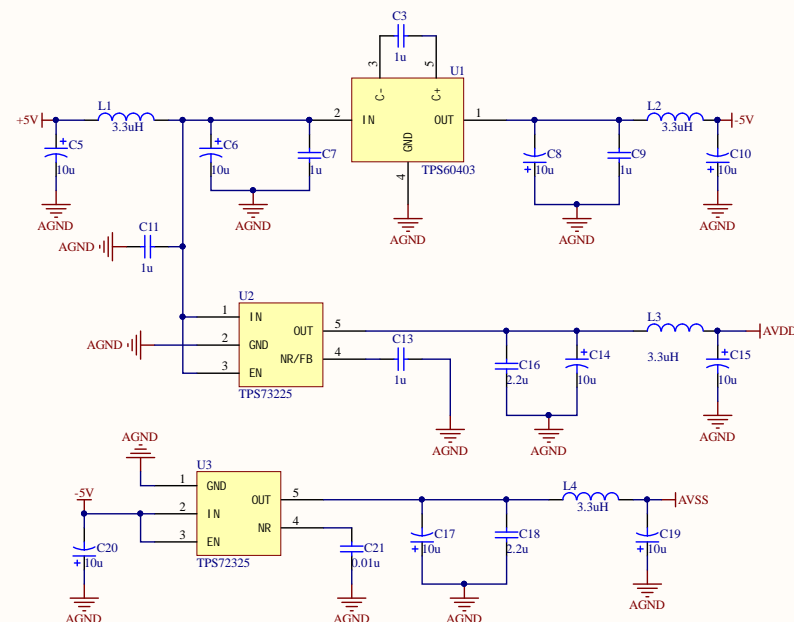 C3
1u
3
5
U1
C-
C+
+5V
L1
3.3uH
2
IN
OUT
1
L2
3.3uH
-5V
GND
+
C5
10u
+
C6
10u
C7
1u
4
TPS60403
C8
+
10u
C9
1u
C10
+
10u
AGND
AGND
AGND
AGND
AGND
C11
AGND
1u
U2
1
IN
OUT
5
L3
AVDD
AGND
2
GND
NR/FB
4
C13
1u
3
EN
TPS73225
C16
2.2u
+
C14
10u
3.3uH
+
C15
10u
AGND
AGND
AGND
AGND
U3
1
GND
-5V
OUT
5
L4
3.3uH
AVSS
2
IN
NR
4
3
EN
TPS72325
C20
+
10u
C21
0.01u
C17
+
10u
C18
2.2u
C19
+
10u
AGND
AGND
AGND
AGND